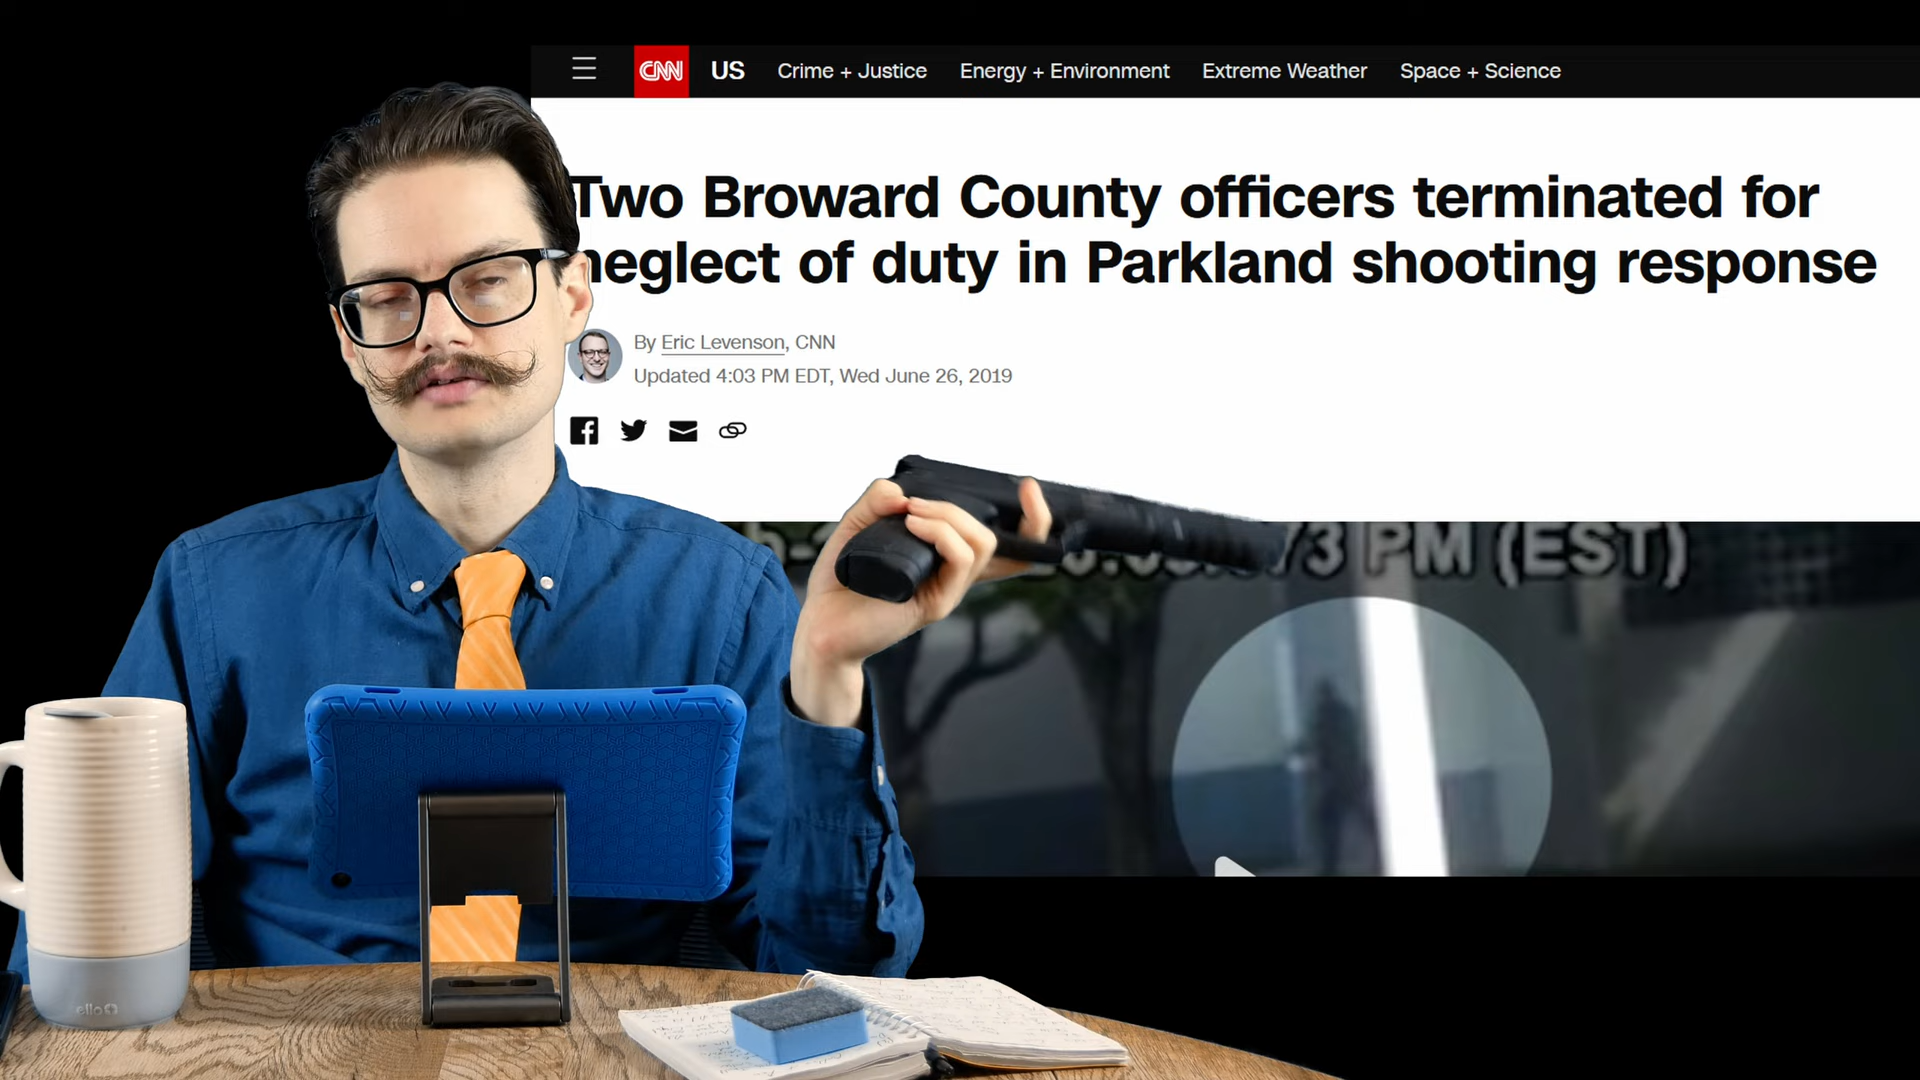 CNN US Crime + Justice Energy + Environment Extreme Weather Space + Science
Two Broward County officers terminated for
neglect of duty in Parkland shooting response
By Eric Levenson, CNN
Updated 4:03 PM EDT, Wed June 26, 2019
73 PM (EST)
ello